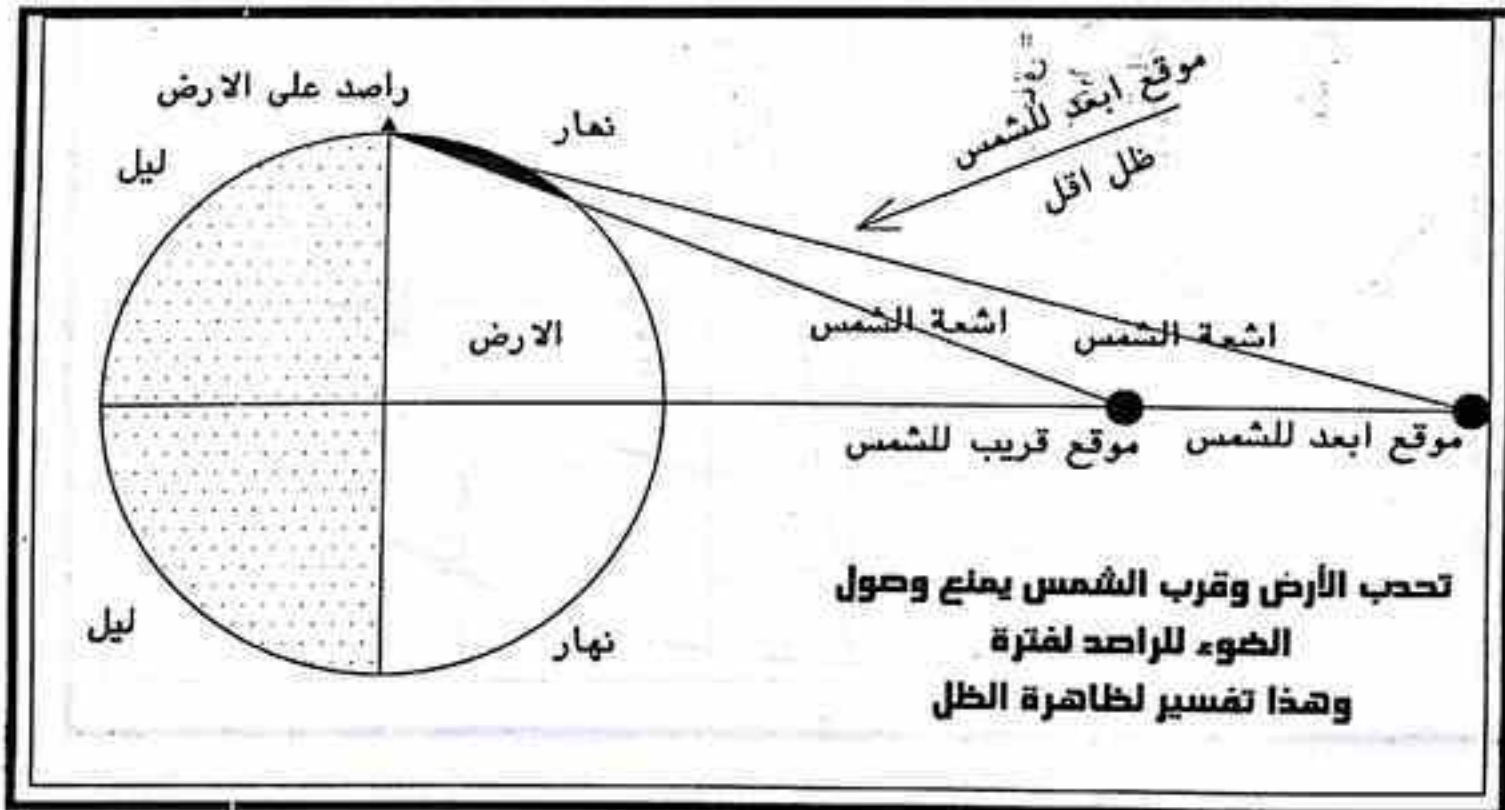 راصد على الارض
موقع ابعد للشمس
ظل اقل
نهار
ليل
الارض
اشعة الشمس
اشعة الشمس
موقع قريب للشمس
موقع ابعد للشمس
ليل
نهار
تحدب الأرض وقرب الشمس يمنع وصول
الضوء للراصد لفترة
وهذا تفسير لظاهرة الظل